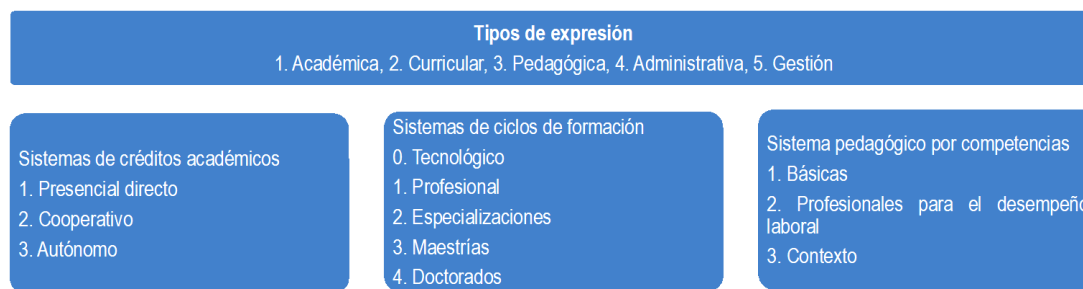 Tipos de expresión
1. Académica, 2. Curricular, 3. Pedagógica, 4. Administrativa, 5. Gestión
Sistemas de créditos académicos
1. Presencial directo
2. Cooperativo
3. Autónomo
Sistemas de ciclos de formación
0. Tecnológico
1. Profesional
2. Especializaciones
3. Maestrías
4. Doctorados
Sistema pedagógico por competencias
1. Básicas
2. Profesionales para el desempeño
laboral
3. Contexto